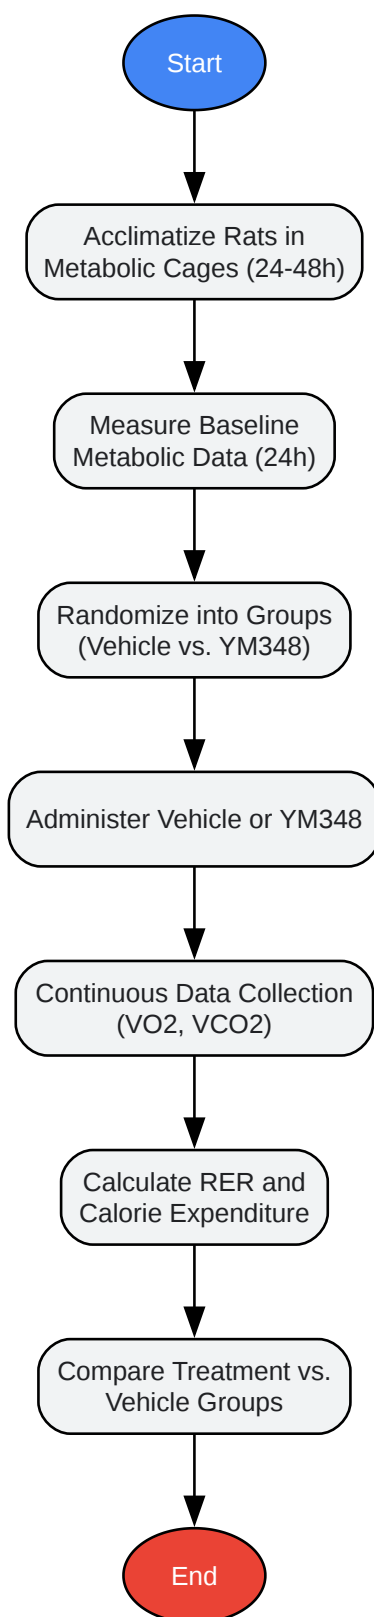 Start
Acclimatize Rats in
Metabolic Cages (24-48h)
Measure Baseline
Metabolic Data (24h)
Randomize into Groups
(Vehicle vs. YM348)
Administer Vehicle or YM348
Continuous Data Collection
(VO2, VCO2)
Calculate RER and
Calorie Expenditure
Compare Treatment vs.
Vehicle Groups
End